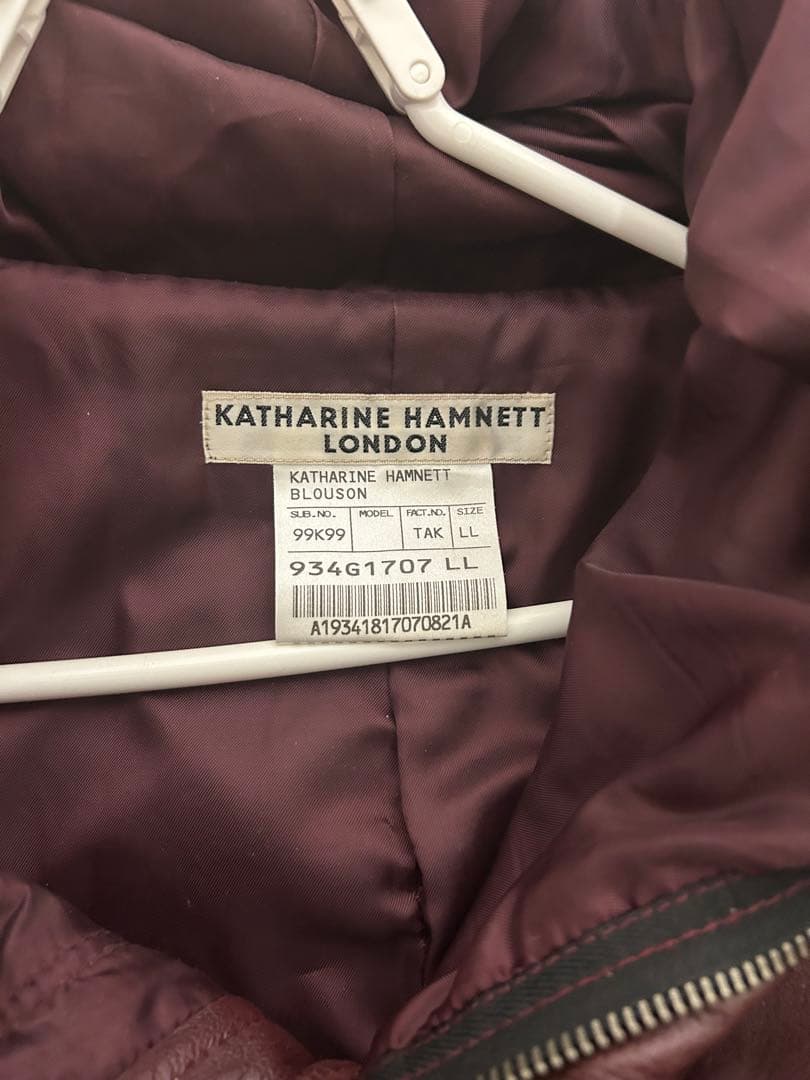 KATHARINE HAMNETT
LONDON
KATHARINE HAMNETT
BLOUSON
SUB.NO. MODEL FACT.NO. SIZE
99K99 TAK LL
934G1707 LL
A19341817070821A